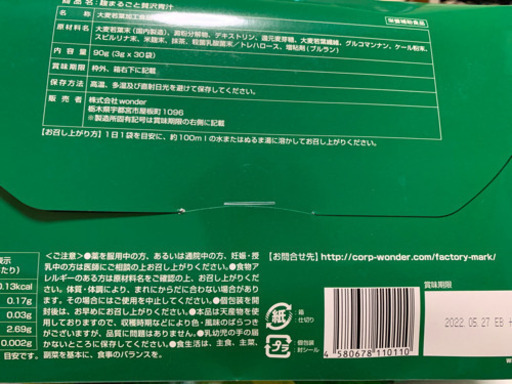 商品名：麹まるごと贅沢青汁
栄養補助食品
名称：大麦若葉加工食品
大麦若葉末（国内製造）、澱粉分解物、デキストリン、還元麦芽糖、大麦若葉繊維、グルコマンナン、ケール粉末、
スピルリナ末、米麹末、抹茶、殺菌乳酸菌末／トレハロース、増粘剤（プルラン）
内容量：90g（3g×30袋）
賞味期限：枠外、箱右下に記載
保存方法：高温、多湿及び直射日光を避けて保存してください。
販売者：株式会社wonder
栃木県宇都宮市屋板町1096
※製造所固有記号は賞味期限の右側に記載
【お召し上がり方】1日1袋を目安に、約100mlの水またはぬるま湯に溶かしてお召し上がりください。
表示
たり）
0.13kcal
0.17g
0.03g
2.69g
0.002g
目安です。
＜ご注意＞●薬を服用中の方、あるいは通院中の方、妊娠・授
乳中の方は医師にご相談の上お召し上がりください。●食物ア
レルギーのある方は原材料名をご確認の上、お召し上がりくだ
さい。体質・体調により、まれにからだに合わない場合があり
ます。その場合にはご使用を中止してください。●個包装を開
封後は、お早めにお召し上がりください。●本品は天産物を使
用しておりますので、収穫時期などにより色・風味のばらつき
がございますが、品質に問題ありません。●乳幼児の手の届
かないところに保存してください。●食生活は、主食、主菜、
副菜を基本に、食事のバランスを。
【お問合せ先】http://corp-wonder.com/factory-mark/
紙
：箱
：仕切り
プラ
：個包装
：封シール
4580678110110
賞味期限
2022.05.27 EB